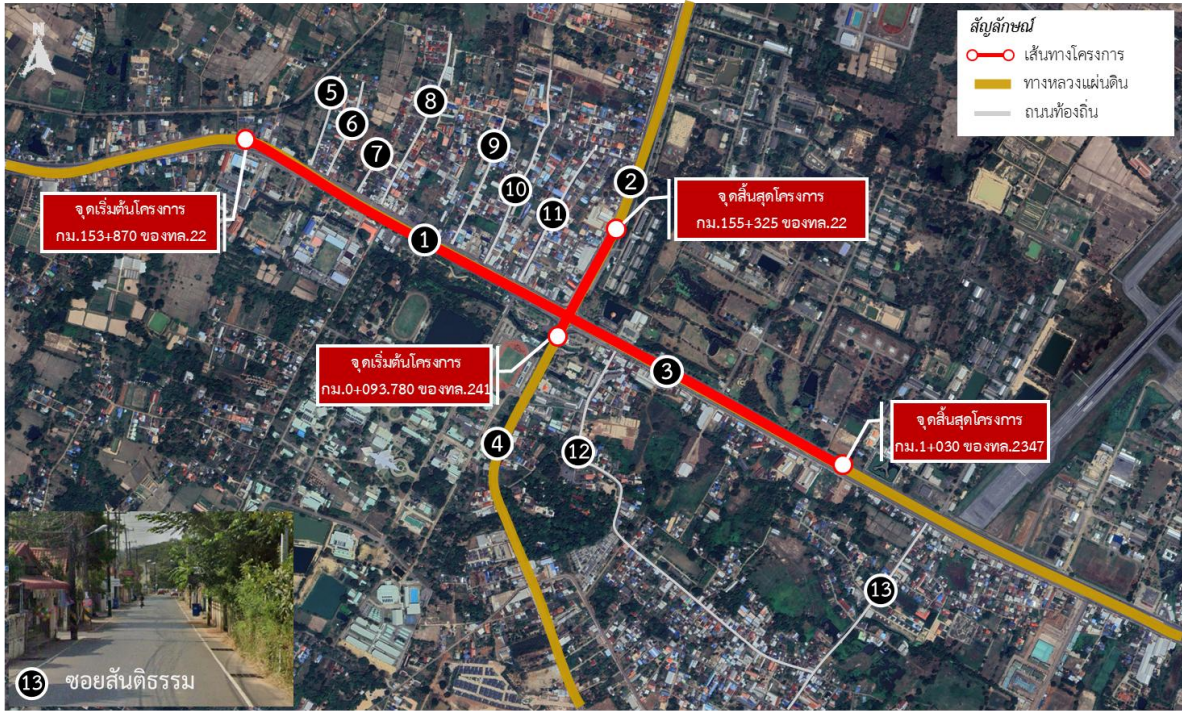 N
สัญลักษณ์
เส้นทางโครงการ
ทางหลวงแผ่นดิน
ถนนท้องถิ่น
5
6
7
8
9
10
11
2
จุดเริ่มต้นโครงการ
กม.153+870 ของทล.22
จุดสิ้นสุดโครงการ
กม.155+325 ของทล.22
1
จุดเริ่มต้นโครงการ
กม.0+093.780 ของทล.241
3
จุดสิ้นสุดโครงการ
กม.1+030 ของทล.2347
4
12
13
13 ซอยสันติธรรม